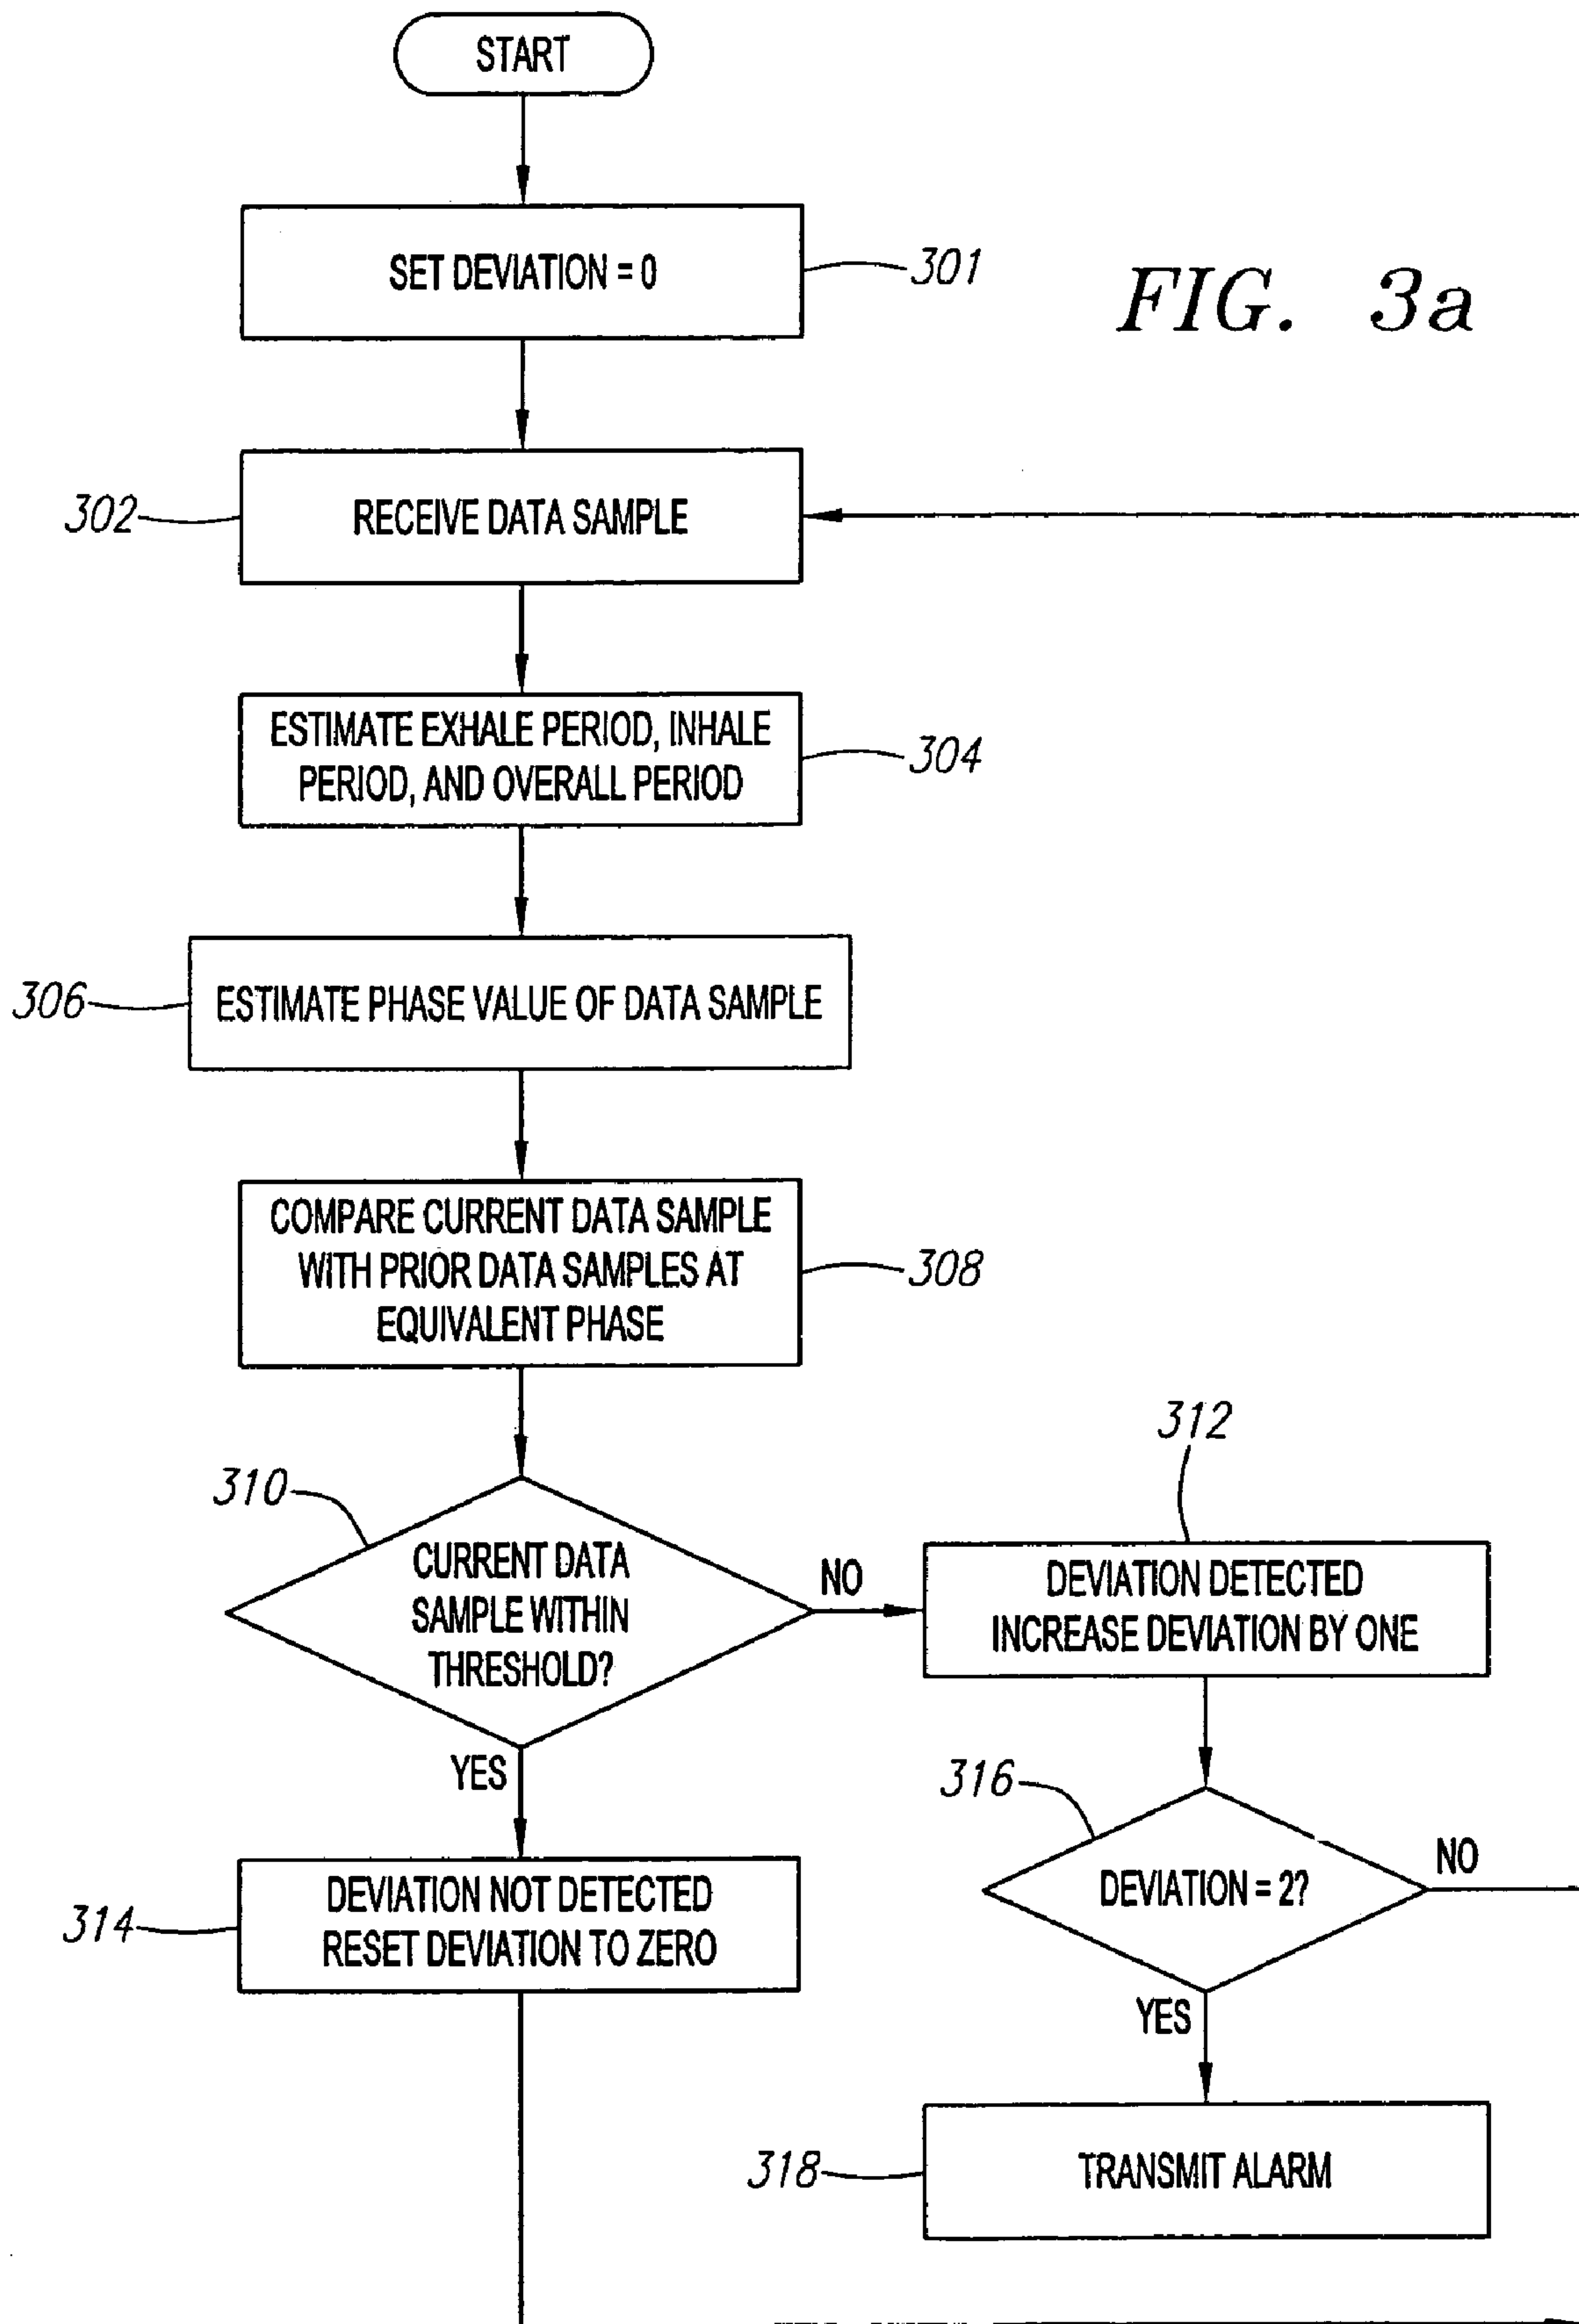 START
SET DEVIATION = 0
301
FIG. 3a
302
RECEIVE DATA SAMPLE
ESTIMATE EXHALE PERIOD, INHALE
PERIOD, AND OVERALL PERIOD
304
306
ESTIMATE PHASE VALUE OF DATA SAMPLE
COMPARE CURRENT DATA SAMPLE
WITH PRIOR DATA SAMPLES AT
EQUIVALENT PHASE
308
310
CURRENT DATA
SAMPLE WITHIN
THRESHOLD?
NO
YES
312
DEVIATION DETECTED
INCREASE DEVIATION BY ONE
314
DEVIATION NOT DETECTED
RESET DEVIATION TO ZERO
316
DEVIATION = 2?
NO
YES
318
TRANSMIT ALARM